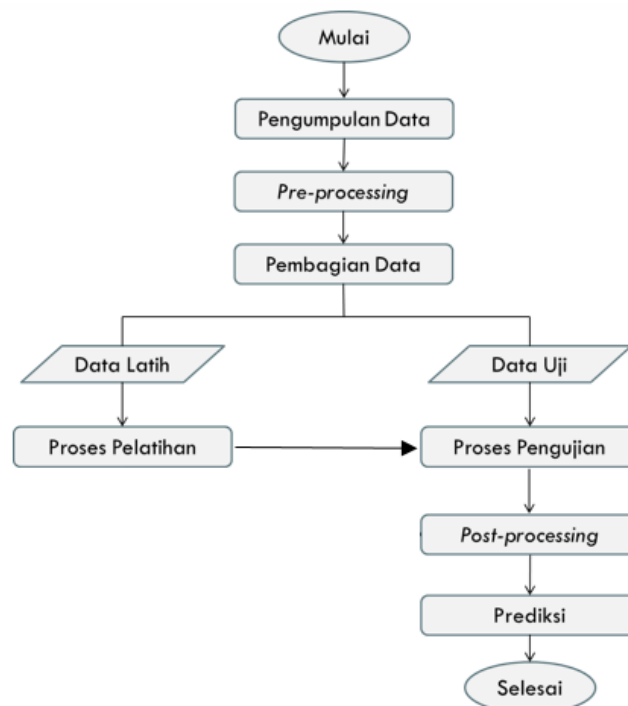 Mulai
Pengumpulan Data
Pre-processing
Pembagian Data
Data Latih
Data Uji
Proses Pelatihan
Proses Pengujian
Post-processing
Prediksi
Selesai